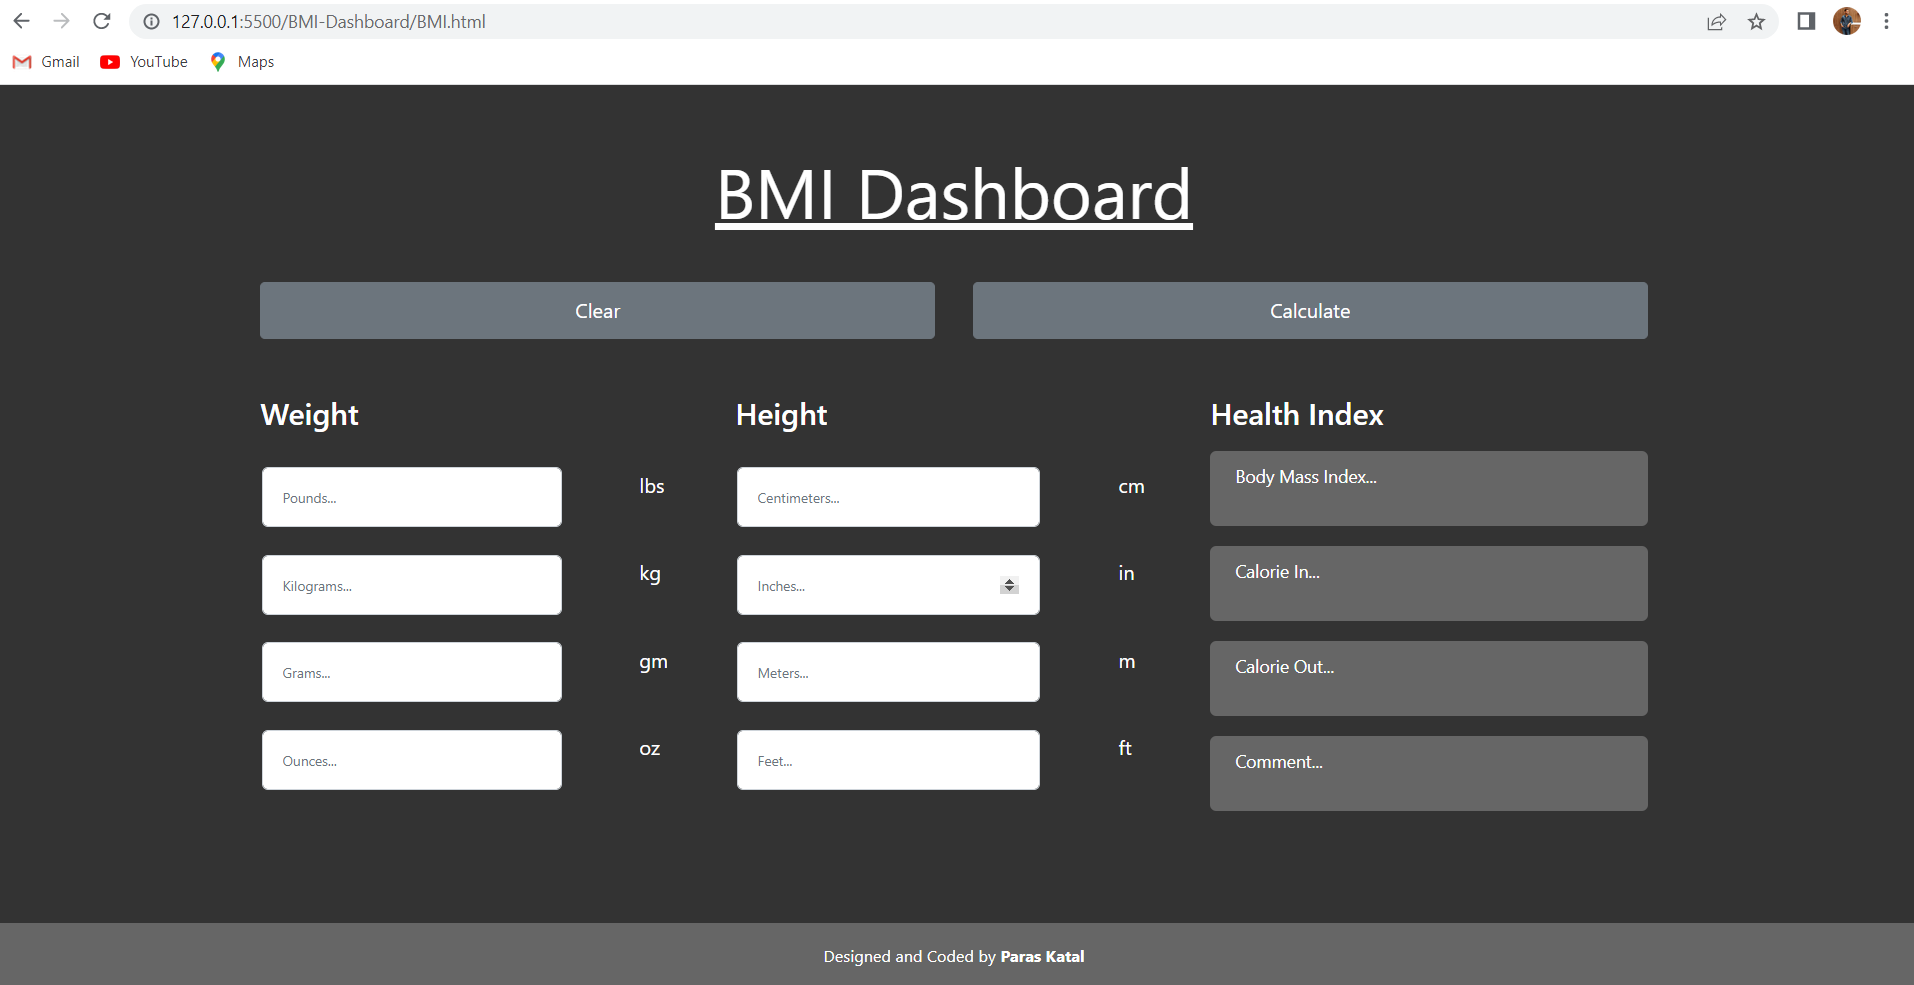 127.0.0.1:5500/BMI-Dashboard/BMI.html
Gmail YouTube Maps
BMI Dashboard
Clear Calculate
Weight Height Health Index
Pounds... lbs Centimeters... cm Body Mass Index...
Kilograms... kg Inches... in Calorie In...
Grams... gm Meters... m Calorie Out...
Ounces... oz Feet... ft Comment...
Designed and Coded by Paras Katal